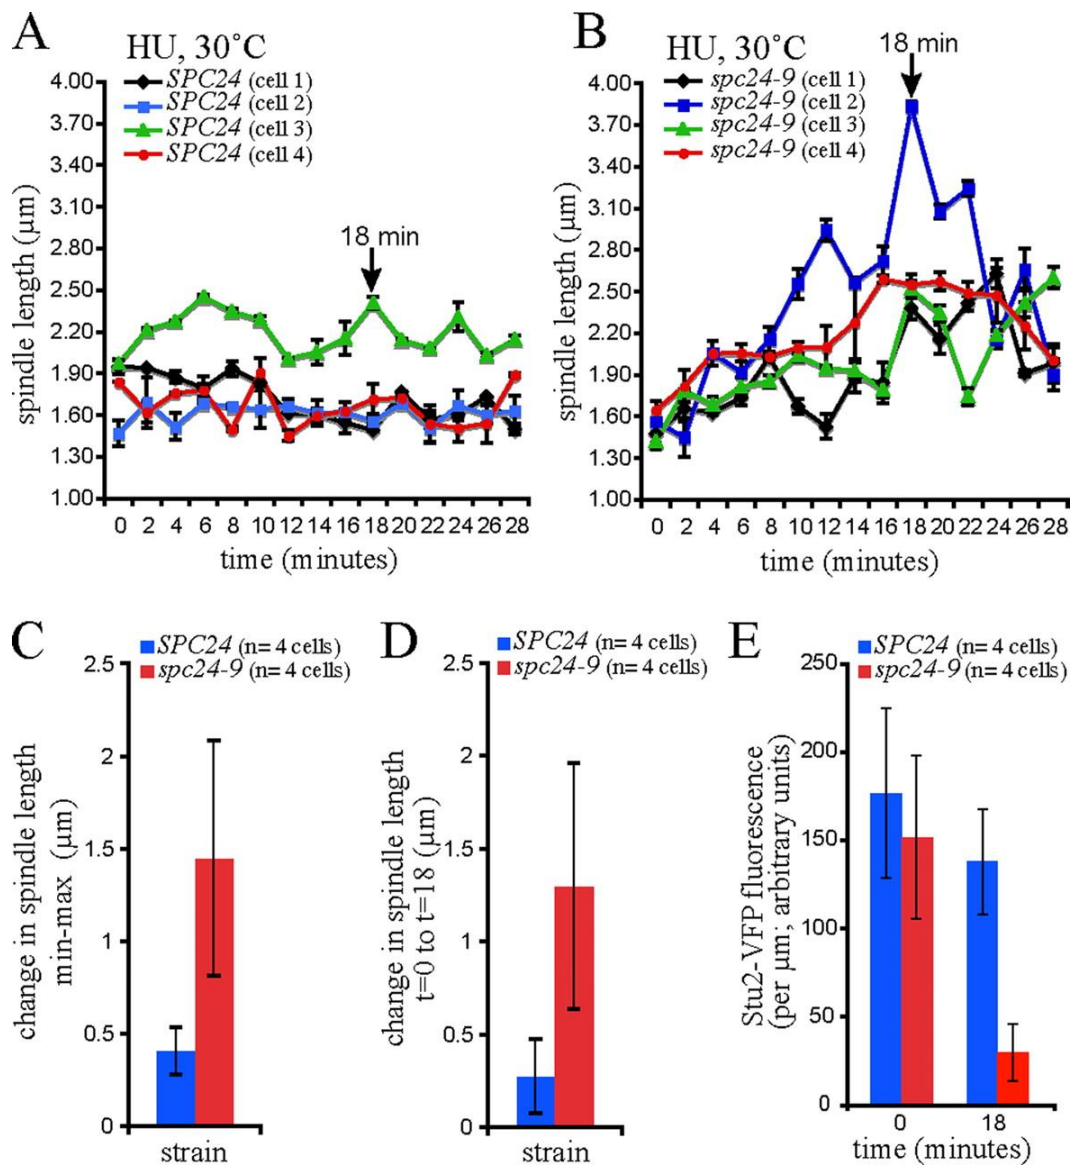 A
HU, 30˚C
SPC24 (cell 1)
SPC24 (cell 2)
SPC24 (cell 3)
SPC24 (cell 4)
4.00
3.70
3.40
3.10
2.80
2.50
2.20
1.90
1.60
1.30
1.00
spindle length (µm)
18 min
0 2 4 6 8 10 12 14 16 18 20 22 24 26 28
time (minutes)
B
HU, 30˚C
18 min
spc24-9 (cell 1)
spc24-9 (cell 2)
spc24-9 (cell 3)
spc24-9 (cell 4)
4.00
3.70
3.40
3.10
2.80
2.50
2.20
1.90
1.60
1.30
1.00
spindle length (µm)
0 2 4 6 8 10 12 14 16 18 20 22 24 26 28
time (minutes)
C
SPC24 (n= 4 cells)
spc24-9 (n= 4 cells)
2.5
2
1.5
1
0.5
0
change in spindle length
min-max (µm)
strain
D
SPC24 (n= 4 cells)
spc24-9 (n= 4 cells)
2.5
2
1.5
1
0.5
0
change in spindle length
t=0 to t=18 (µm)
strain
E
SPC24 (n= 4 cells)
spc24-9 (n= 4 cells)
250
200
150
100
50
0
Stu2-VFP fluorescence
(per µm; arbitrary units)
0 18
time (minutes)